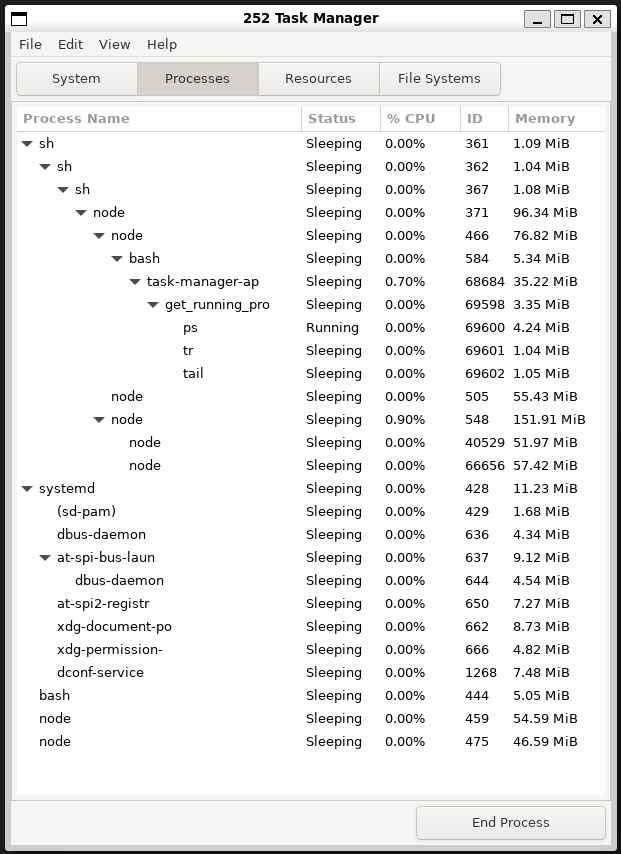 252 Task Manager
File Edit View Help
System Processes Resources File Systems
Process Name Status % CPU ID Memory
sh Sleeping 0.00% 361 1.09 MiB
sh Sleeping 0.00% 362 1.04 MiB
sh Sleeping 0.00% 367 1.08 MiB
node Sleeping 0.00% 371 96.34 MiB
node Sleeping 0.00% 466 76.82 MiB
bash Sleeping 0.00% 584 5.34 MiB
task-manager-ap Sleeping 0.70% 68684 35.22 MiB
get_running_pro Sleeping 0.00% 69598 3.35 MiB
ps Running 0.00% 69600 4.24 MiB
tr Sleeping 0.00% 69601 1.04 MiB
tail Sleeping 0.00% 69602 1.05 MiB
node Sleeping 0.00% 505 55.43 MiB
node Sleeping 0.90% 548 151.91 MiB
node Sleeping 0.00% 40529 51.97 MiB
node Sleeping 0.00% 66656 57.42 MiB
systemd Sleeping 0.00% 428 11.23 MiB
(sd-pam) Sleeping 0.00% 429 1.68 MiB
dbus-daemon Sleeping 0.00% 636 4.34 MiB
at-spi-bus-laun Sleeping 0.00% 637 9.12 MiB
dbus-daemon Sleeping 0.00% 644 4.54 MiB
at-spi2-registr Sleeping 0.00% 650 7.27 MiB
xdg-document-po Sleeping 0.00% 662 8.73 MiB
xdg-permission- Sleeping 0.00% 666 4.82 MiB
dconf-service Sleeping 0.00% 1268 7.48 MiB
bash Sleeping 0.00% 444 5.05 MiB
node Sleeping 0.00% 459 54.59 MiB
node Sleeping 0.00% 475 46.59 MiB
End Process